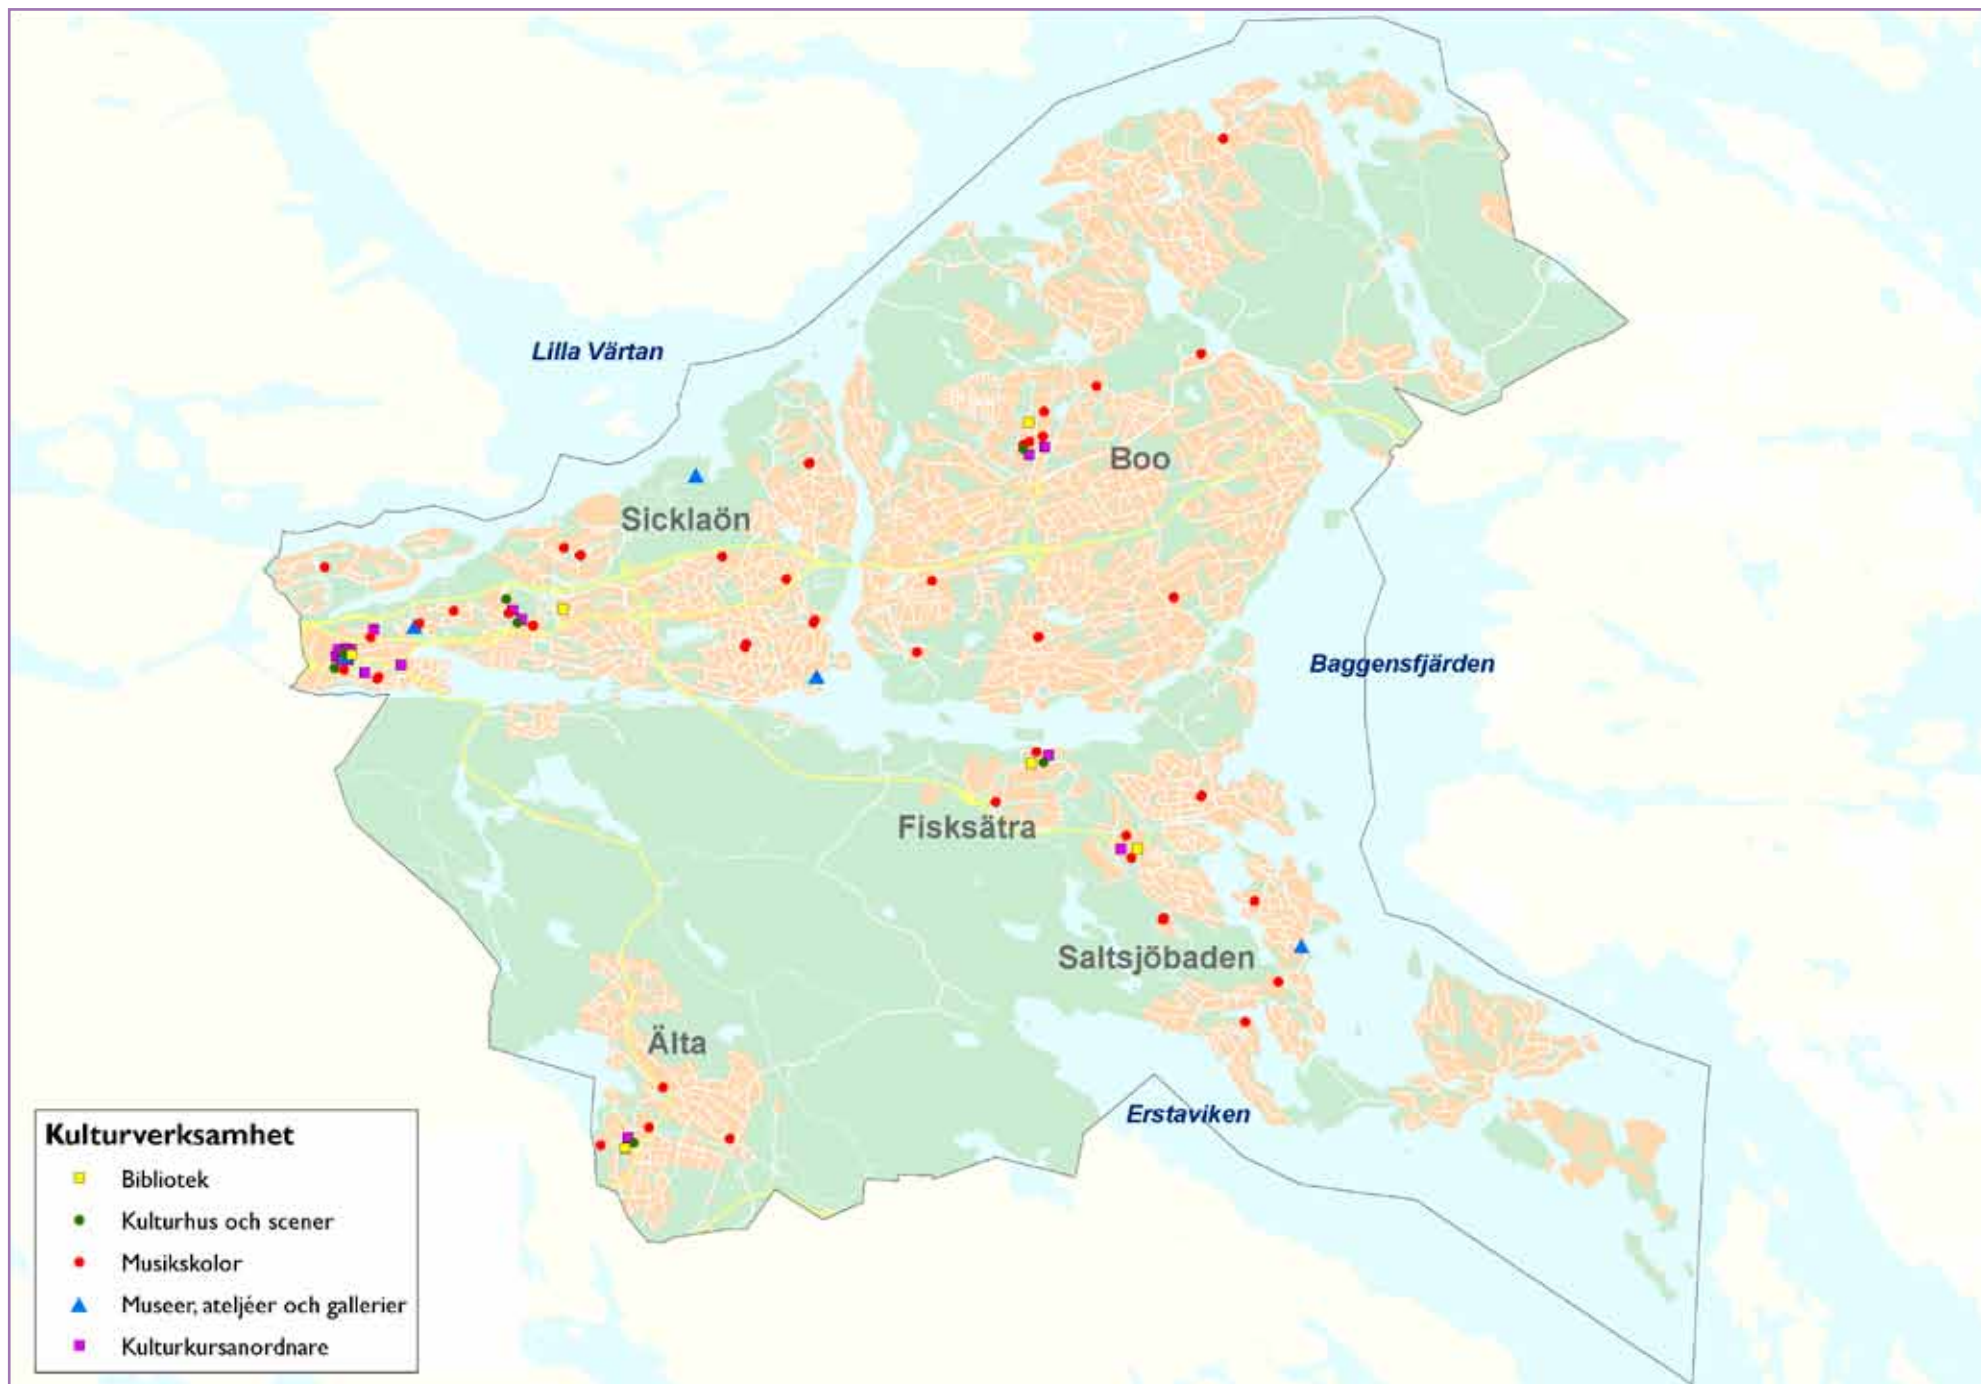 Lilla Värtan
Boo
Sicklaön
Baggensfjärden
Fisksätra
Saltsjöbaden
Älta
Erstaviken
Kulturverksamhet
Bibliotek
Kulturhus och scener
Musikskolor
Museer, ateljéer och gallerier
Kulturkursanordnare